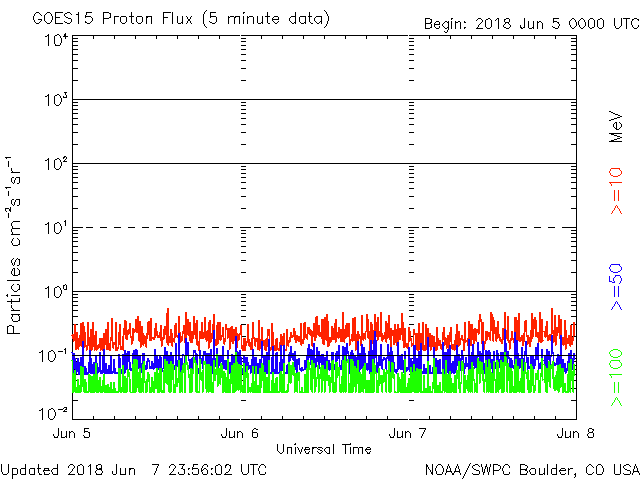 GOES15 Proton Flux (5 minute data)
Begin: 2018 Jun 5 0000 UTC
Particles cm⁻²s⁻¹sr⁻¹
10⁴
10³
10²
10¹
10⁰
10⁻¹
10⁻²
Jun 5
Jun 6
Jun 7
Jun 8
Universal Time
>=10
MeV
>=50
>=100
Updated 2018 Jun 7 23:56:02 UTC
NOAA/SWPC Boulder, CO USA